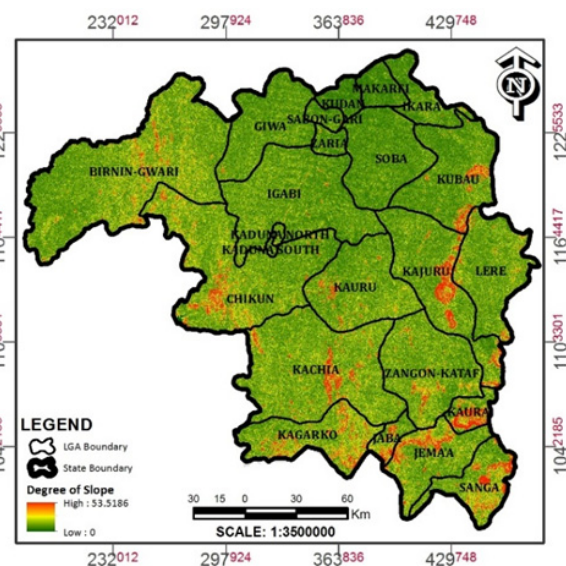 232012 297924 363836 429748
N
MAKARFI
KUDAN
IKARA
SABON-GARI
GIWA
ZARIA
SOBA
BIRNIN-GWARI
KUBAU
IGABI
KADUNA NORTH
KADUNA SOUTH
KAJURU
LERE
KAURU
CHIKUN
KACHIA
ZANGON-KATAF
KAURA
KAGARKO
JABA
JEMAA
SANGA
1225533
1164417
1103301
1042185
LEGEND
LGA Boundary
State Boundary
Degree of Slope
High : 53.5186
Low : 0
30 15 0 30 60
Km
SCALE: 1:3500000
232012 297924 363836 429748